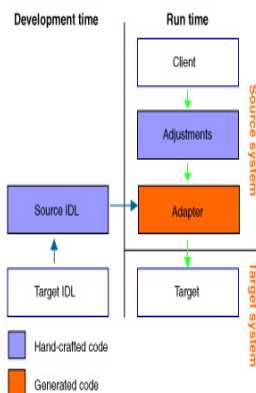 Development time
Run time
Client
Adjustments
Source IDL
Adapter
Target IDL
Target
Source system
Target system
Hand-crafted code
Generated code